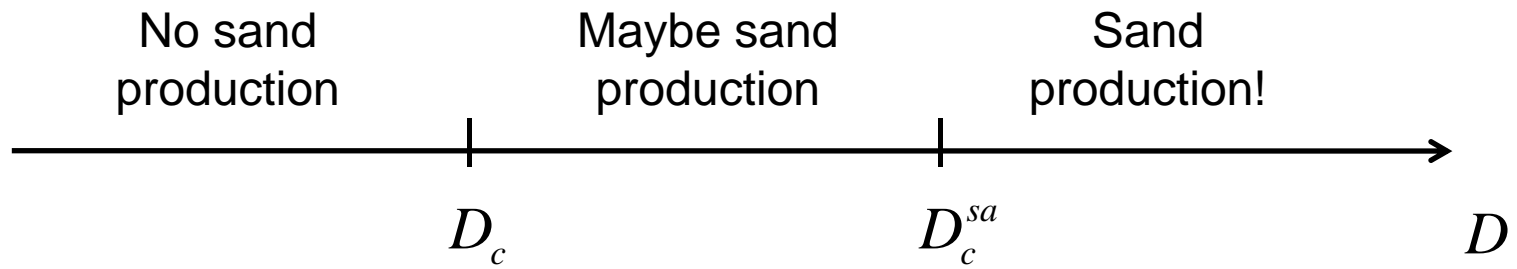 No sand
production
Maybe sand
production
Sand
production!
D_c
D_c^{sa}
D